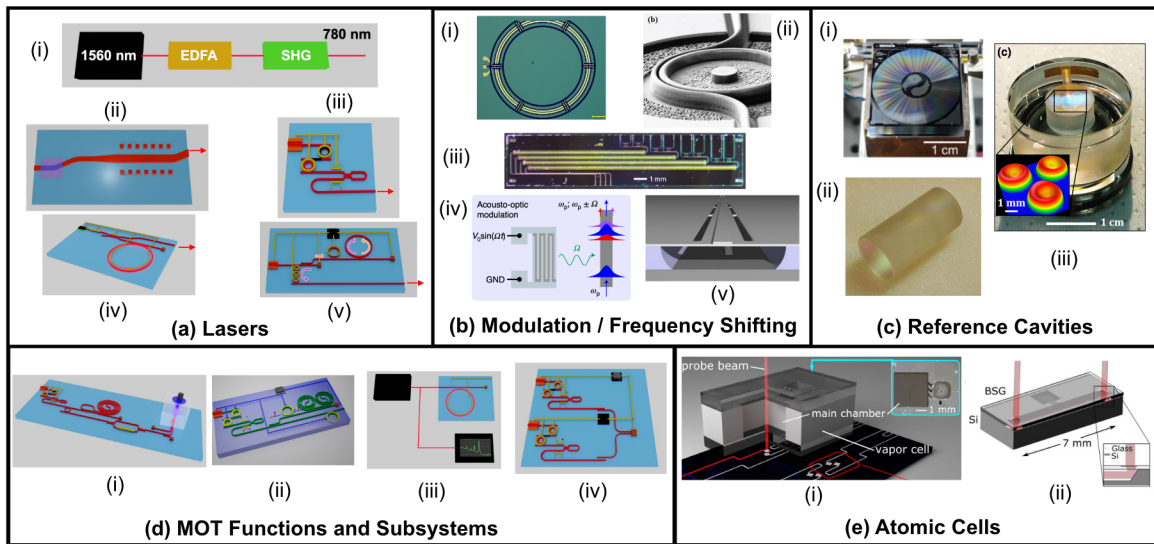 (i)
1560 nm
EDFA
SHG
780 nm
(ii)
(iii)
(iv)
(v)
(a) Lasers
(i)
(b)
(ii)
(iii)
1 mm
(iv)
Acousto-optic
modulation
V₀sin(Ωt)
GND
Ω
ωp; ωp ± Ω
ωp
(v)
(b) Modulation / Frequency Shifting
(i)
1 cm
(c)
1 mm
1 cm
(ii)
(iii)
(c) Reference Cavities
(i)
(ii)
(iii)
(iv)
(d) MOT Functions and Subsystems
probe beam
main chamber
1 mm
vapor cell
(i)
BSG
Si
7 mm
Glass
Si
(ii)
(e) Atomic Cells